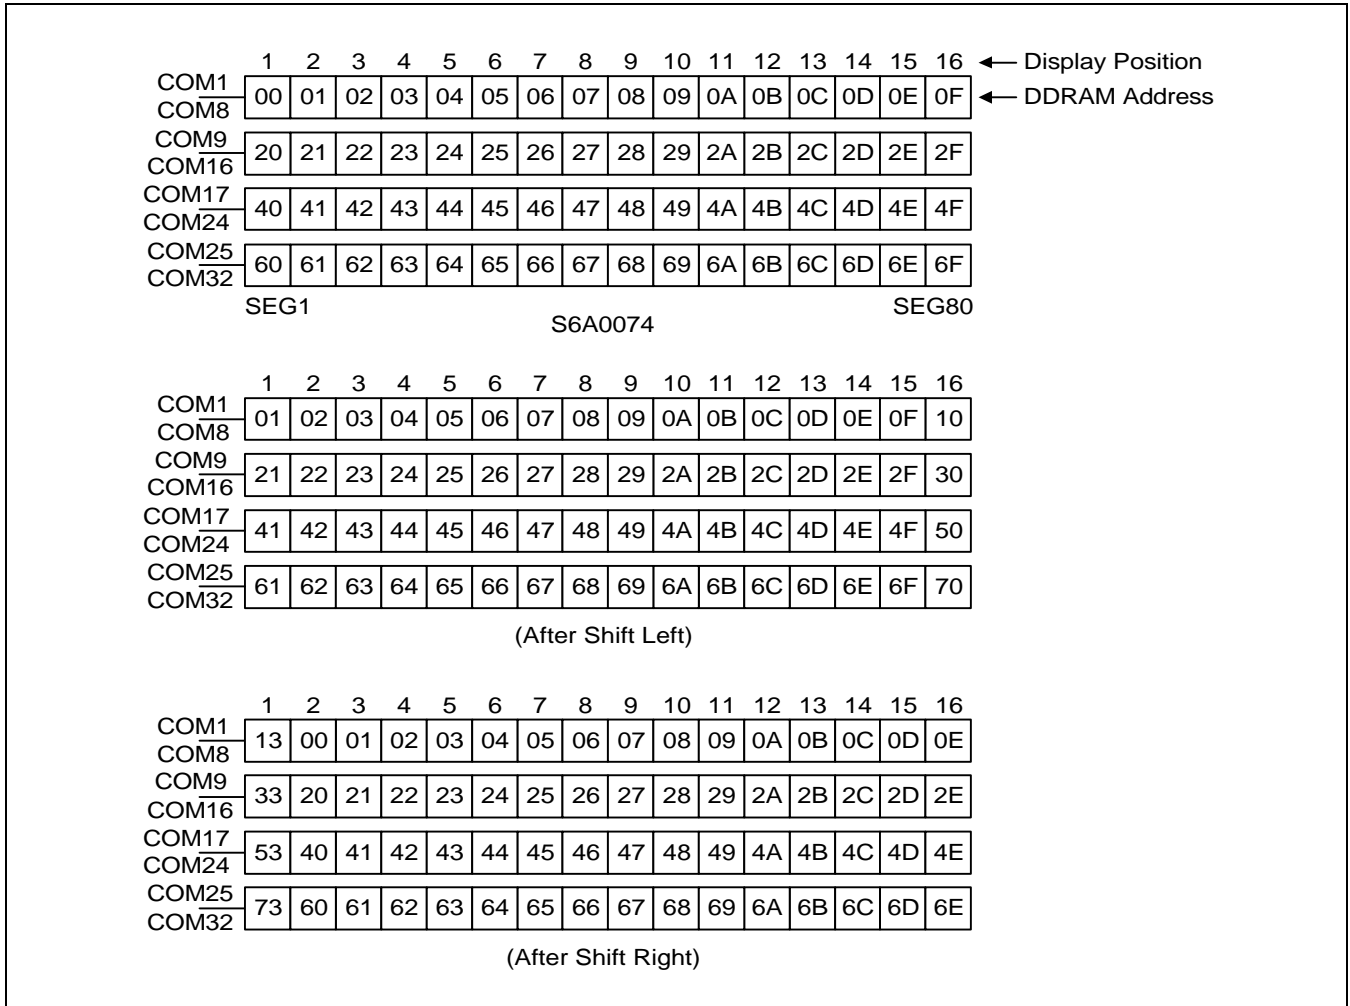 1 2 3 4 5 6 7 8 9 10 11 12 13 14 15 16 Display Position
COM1
00 01 02 03 04 05 06 07 08 09 0A 0B 0C 0D 0E 0F DDRAM Address
COM8
COM9
20 21 22 23 24 25 26 27 28 29 2A 2B 2C 2D 2E 2F
COM16
COM17
40 41 42 43 44 45 46 47 48 49 4A 4B 4C 4D 4E 4F
COM24
COM25
60 61 62 63 64 65 66 67 68 69 6A 6B 6C 6D 6E 6F
COM32
SEG1 SEG80
S6A0074
1 2 3 4 5 6 7 8 9 10 11 12 13 14 15 16
COM1
01 02 03 04 05 06 07 08 09 0A 0B 0C 0D 0E 0F 10
COM8
COM9
21 22 23 24 25 26 27 28 29 2A 2B 2C 2D 2E 2F 30
COM16
COM17
41 42 43 44 45 46 47 48 49 4A 4B 4C 4D 4E 4F 50
COM24
COM25
61 62 63 64 65 66 67 68 69 6A 6B 6C 6D 6E 6F 70
COM32
(After Shift Left)
1 2 3 4 5 6 7 8 9 10 11 12 13 14 15 16
COM1
13 00 01 02 03 04 05 06 07 08 09 0A 0B 0C 0D 0E
COM8
COM9
33 20 21 22 23 24 25 26 27 28 29 2A 2B 2C 2D 2E
COM16
COM17
53 40 41 42 43 44 45 46 47 48 49 4A 4B 4C 4D 4E
COM24
COM25
73 60 61 62 63 64 65 66 67 68 69 6A 6B 6C 6D 6E
COM32
(After Shift Right)